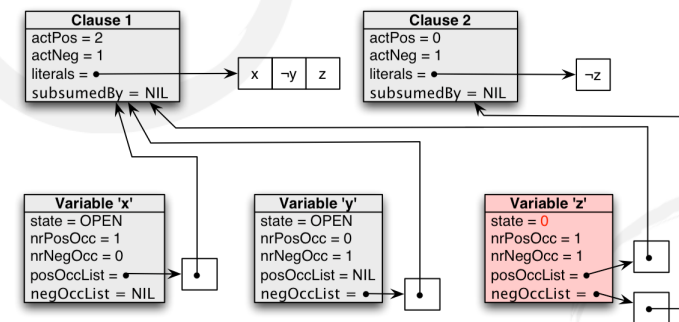 Clause 1
actPos = 2
actNeg = 1
literals =
subsumedBy = NIL
x ¬y z
Clause 2
actPos = 0
actNeg = 1
literals =
subsumedBy = NIL
¬z
Variable 'x'
state = OPEN
nrPosOcc = 1
nrNegOcc = 0
posOccList =
negOccList = NIL
Variable 'y'
state = OPEN
nrPosOcc = 0
nrNegOcc = 1
posOccList = NIL
negOccList =
Variable 'z'
state = 0
nrPosOcc = 1
nrNegOcc = 1
posOccList =
negOccList =